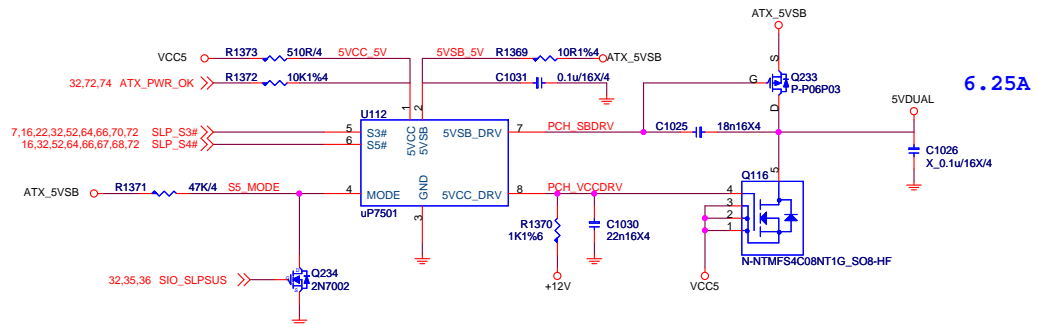 ATX_5VSB
VCC5
R1373
510R/4
5VCC_5V
5VSB_5V
R1369
10R1%4
ATX_5VSB
32,72,74
ATX_PWR_OK
R1372
10K1%4
C1031
0.1u/16X/4
S
G
D
Q233
P-P06P03
6.25A
5VDUAL
1
2
U112
5VCC
5VSB
7,16,22,32,52,64,66,70,72
SLP_S3#
5
S3#
16,32,52,64,66,67,68,72
SLP_S4#
6
S5#
5VSB_DRV
7
PCH_SBDRV
C1025
18n16X4
C1026
X_0.1u/16X/4
ATX_5VSB
R1371
47K/4
S5_MODE
4
MODE
GND
5VCC_DRV
8
PCH_VCCDRV
Q116
5
4
3
2
1
uP7501
3
R1370
1K1%6
C1030
22n16X4
N-NTMFS4C08NT1G_SO8-HF
32,35,36
SIO_SLPSUS
G
D
S
Q234
2N7002
+12V
VCC5